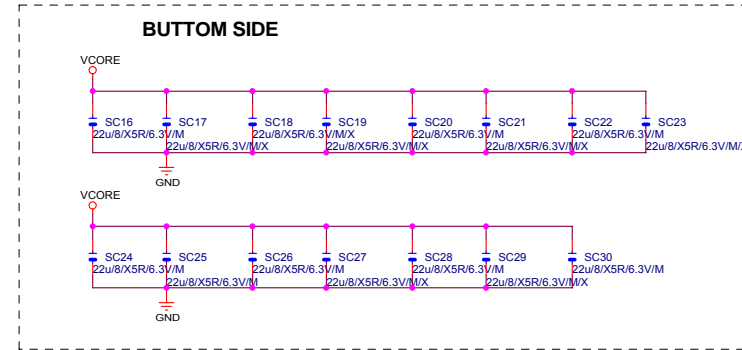 BUTTOM SIDE
VCORE
SC16 SC17 SC18 SC19 SC20 SC21 SC22 SC23
22u/8/X5R/6.3V/M 22u/8/X5R/6.3V/M/X 22u/8/X5R/6.3V/M 22u/8/X5R/6.3V/M
22u/8/X5R/6.3V/M/X 22u/8/X5R/6.3V/M/X 22u/8/X5R/6.3V/M/X 22u/8/X5R/6.3V/M/
GND
VCORE
SC24 SC25 SC26 SC27 SC28 SC29 SC30
22u/8/X5R/6.3V/M 22u/8/X5R/6.3V/M 22u/8/X5R/6.3V/M 22u/8/X5R/6.3V/M
22u/8/X5R/6.3V/M 22u/8/X5R/6.3V/M/X 22u/8/X5R/6.3V/M/X
GND